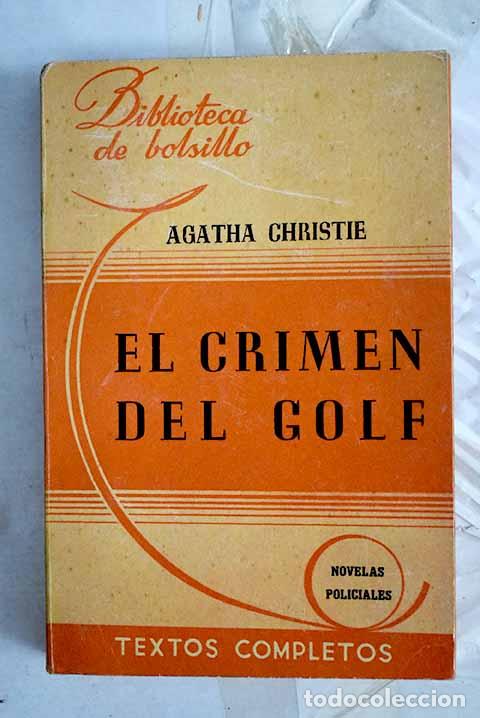 Biblioteca
de bolsillo
AGATHA CHRISTIE
EL CRIMEN
DEL GOLF
NOVELAS
POLICIALES
TEXTOS COMPLETOS
todocoleccion